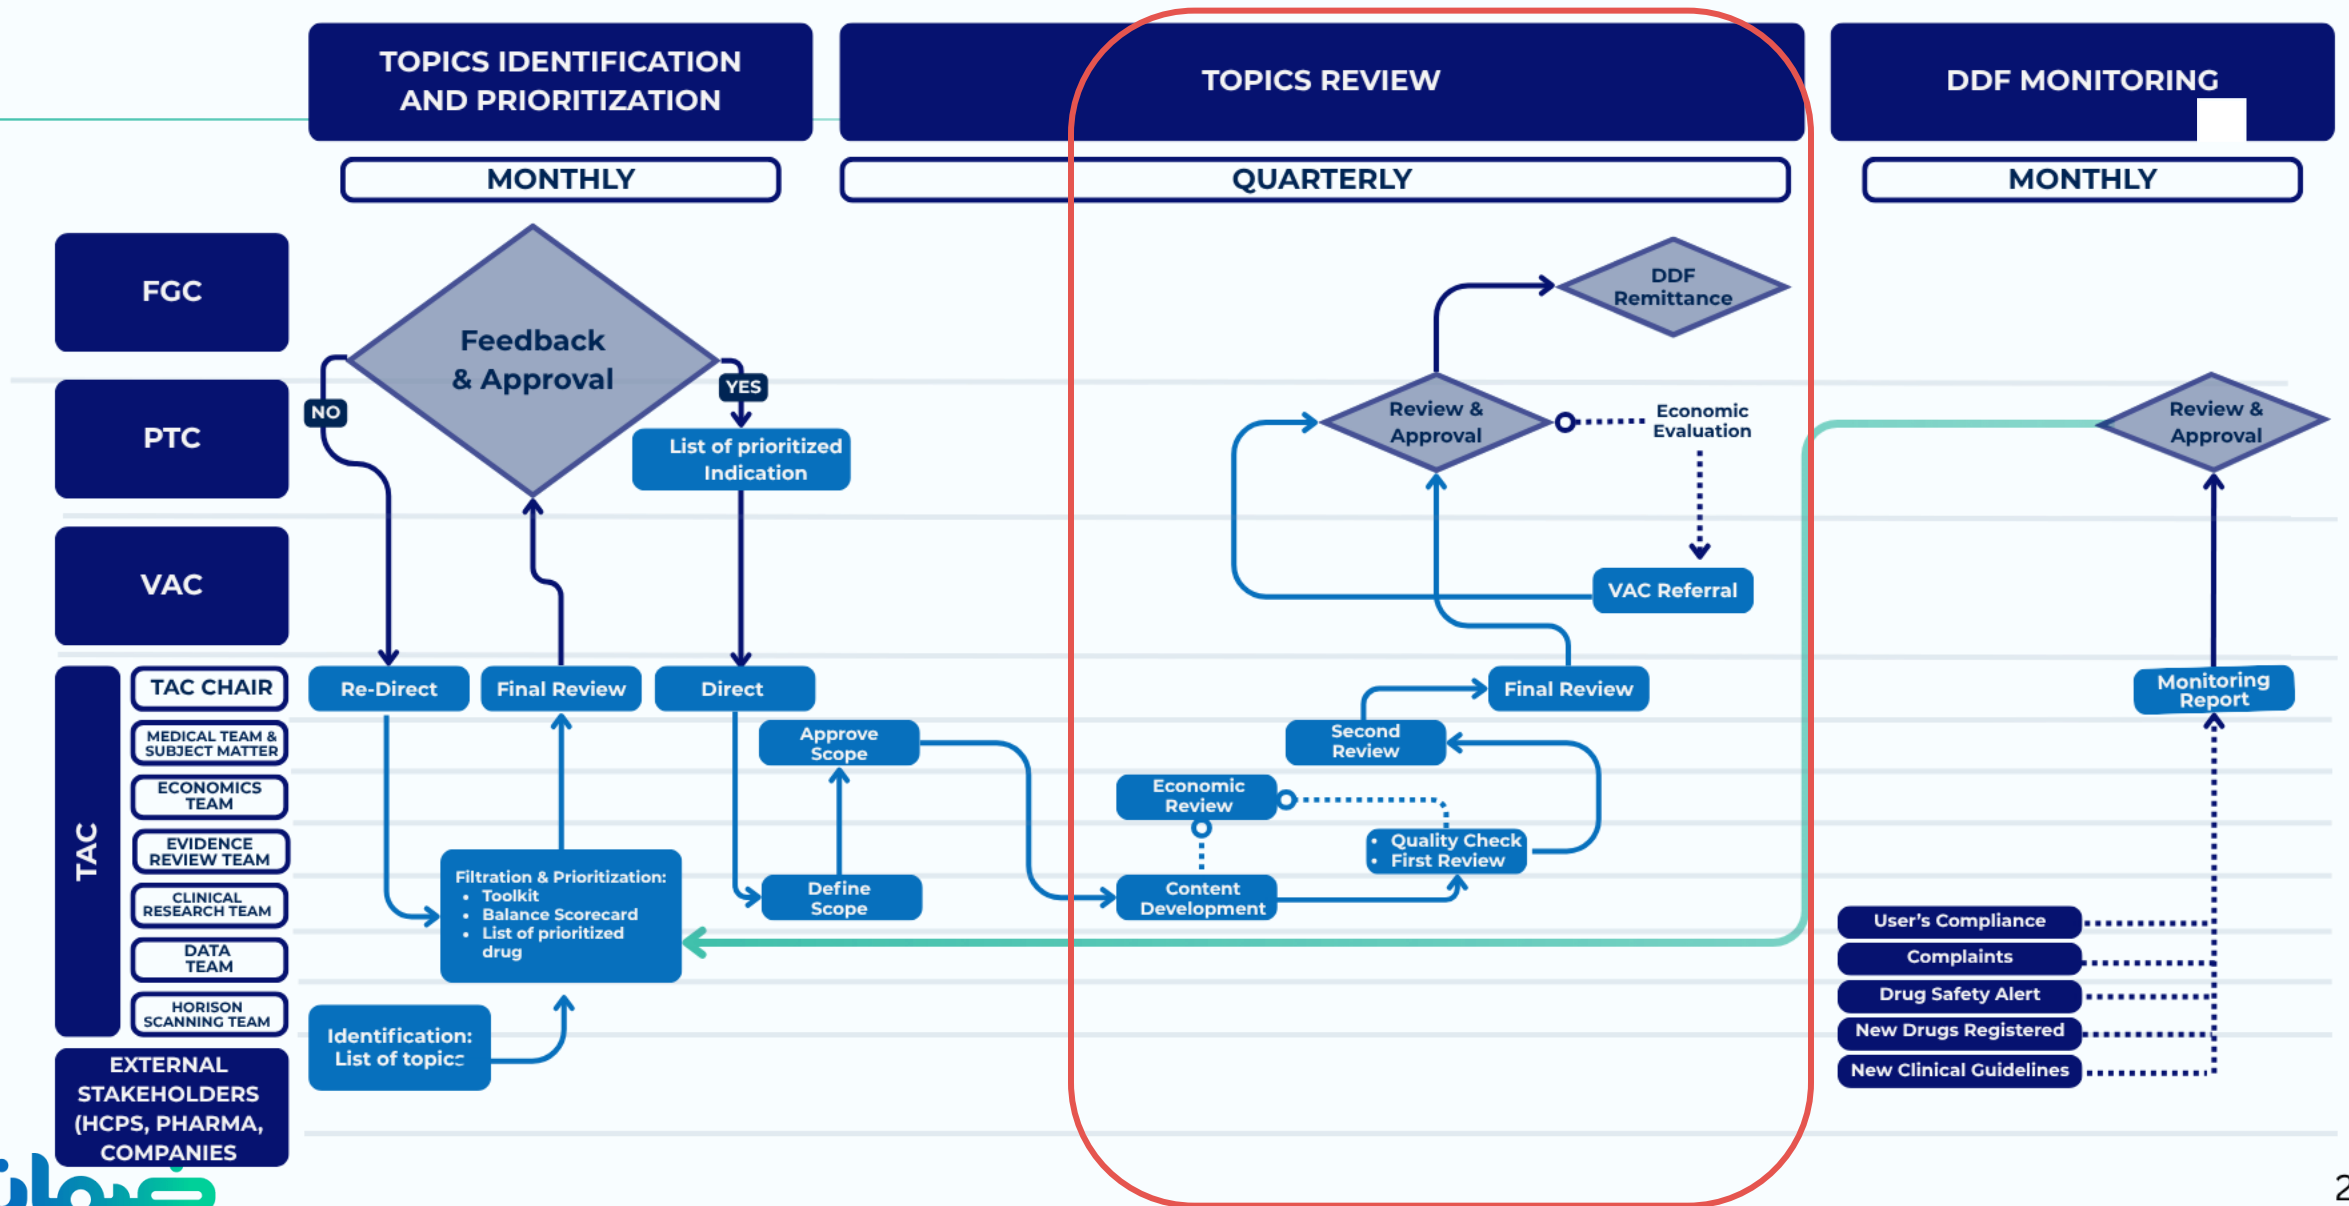 TOPICS IDENTIFICATION
AND PRIORITIZATION
TOPICS REVIEW
DDF MONITORING
MONTHLY
QUARTERLY
MONTHLY
FGC
PTC
VAC
TAC
TAC CHAIR
MEDICAL TEAM &
SUBJECT MATTER
ECONOMICS
TEAM
EVIDENCE
REVIEW TEAM
CLINICAL
RESEARCH TEAM
DATA
TEAM
HORISON
SCANNING TEAM
EXTERNAL
STAKEHOLDERS
(HCPS, PHARMA,
COMPANIES
Feedback
& Approval
NO
YES
List of prioritized
Indication
Re-Direct
Final Review
Direct
Approve
Scope
Define
Scope
Filtration & Prioritization:
• Toolkit
• Balance Scorecard
• List of prioritized
drug
Identification:
List of topics
DDF
Remittance
Review &
Approval
Economic
Evaluation
VAC Referral
Final Review
Second
Review
Economic
Review
• Quality Check
• First Review
Content
Development
Review &
Approval
Monitoring
Report
User's Compliance
Complaints
Drug Safety Alert
New Drugs Registered
New Clinical Guidelines
2